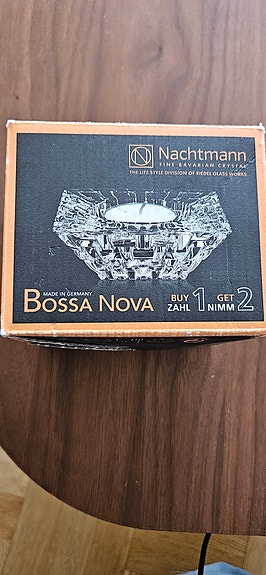 Nachtmann
FINE BAVARIAN CRYSTAL
THE LIFE STYLE DIVISION OF RIEDEL GLASS WORKS
MADE IN GERMANY
BOSSA NOVA
BUY 1 GET 2
ZAHL NIMM